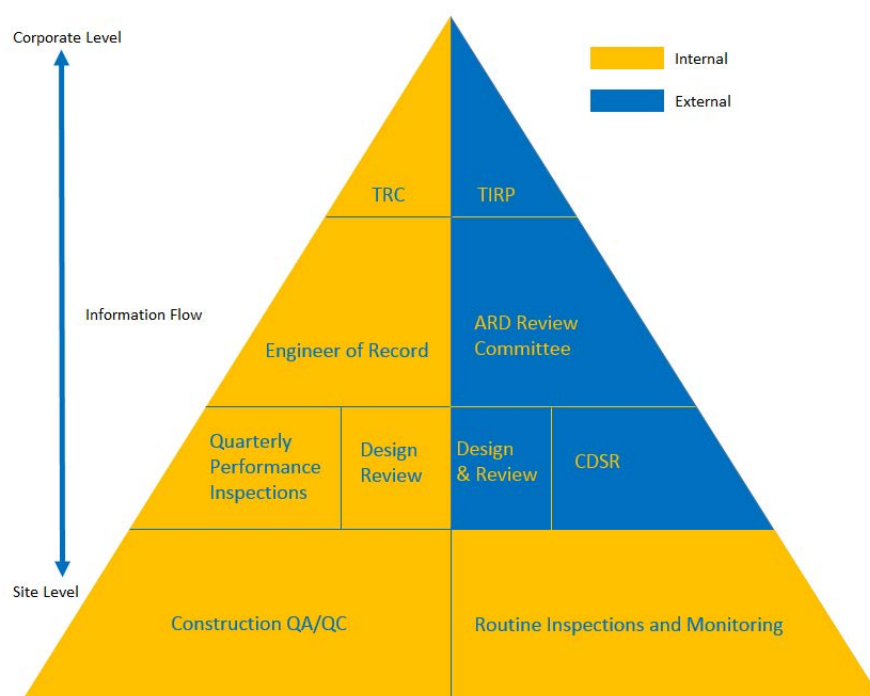 Corporate Level
Internal
External
TRC
TIRP
Information Flow
ARD Review
Committee
Engineer of Record
Quarterly
Performance
Inspections
Design
Review
Design
& Review
CDSR
Site Level
Construction QA/QC
Routine Inspections and Monitoring